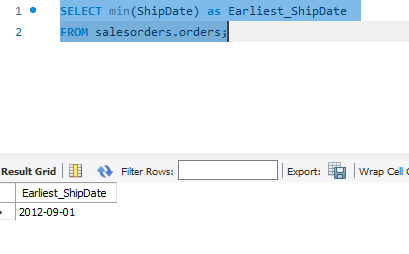 1 SELECT min(ShipDate) as Earliest_ShipDate
2 FROM salesorders.orders;
Result Grid Filter Rows: Export: Wrap Cell
Earliest_ShipDate
2012-09-01